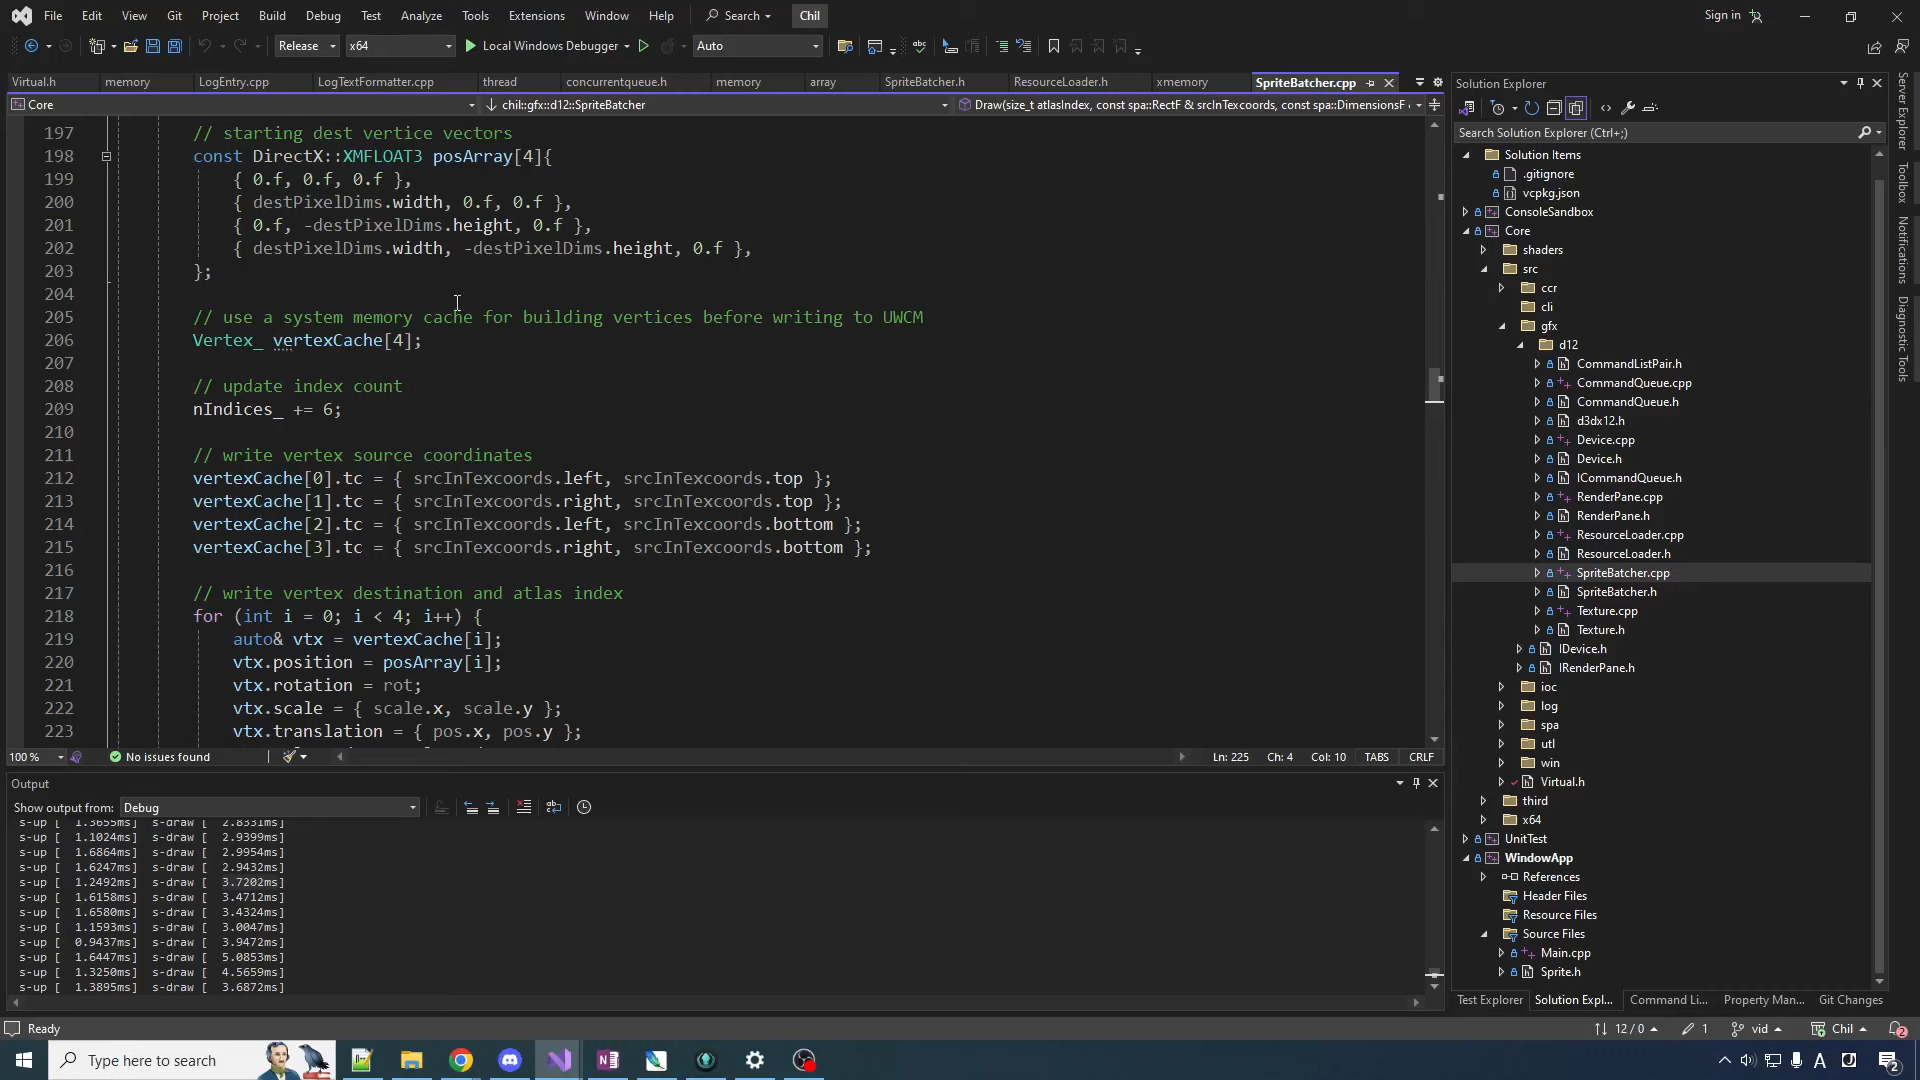 File Edit View Git Project Build Debug Test Analyze Tools Extensions Window Help Search Chil Sign in
Release x64 Local Windows Debugger Auto
Virtual.h memory LogEntry.cpp LogTextFormatter.cpp thread concurrentqueue.h memory array SpriteBatcher.h ResourceLoader.h xmemory SpriteBatcher.cpp
Core chil::gfx::d12::SpriteBatcher Draw(size_t atlasIndex, const spa::RectF & srcInTexcoords, const spa::DimensionsF
197 // starting dest vertice vectors
198 const DirectX::XMFLOAT3 posArray[4]{
199 { 0.f, 0.f, 0.f },
200 { destPixelDims.width, 0.f, 0.f },
201 { 0.f, -destPixelDims.height, 0.f },
202 { destPixelDims.width, -destPixelDims.height, 0.f },
203 };
204
205 // use a system memory cache for building vertices before writing to UWCM
206 Vertex_ vertexCache[4];
207
208 // update index count
209 nIndices_ += 6;
210
211 // write vertex source coordinates
212 vertexCache[0].tc = { srcInTexcoords.left, srcInTexcoords.top };
213 vertexCache[1].tc = { srcInTexcoords.right, srcInTexcoords.top };
214 vertexCache[2].tc = { srcInTexcoords.left, srcInTexcoords.bottom };
215 vertexCache[3].tc = { srcInTexcoords.right, srcInTexcoords.bottom };
216
217 // write vertex destination and atlas index
218 for (int i = 0; i < 4; i++) {
219 auto& vtx = vertexCache[i];
220 vtx.position = posArray[i];
221 vtx.rotation = rot;
222 vtx.scale = { scale.x, scale.y };
223 vtx.translation = { pos.x, pos.y };
100 % No issues found Ln: 225 Ch: 4 Col: 10 TABS CRLF
Output
Show output from: Debug
s-up [ 1.3655ms] s-draw [ 2.8331ms]
s-up [ 1.1024ms] s-draw [ 2.9399ms]
s-up [ 1.6864ms] s-draw [ 2.9954ms]
s-up [ 1.6247ms] s-draw [ 2.9432ms]
s-up [ 1.2492ms] s-draw [ 3.7202ms]
s-up [ 1.6158ms] s-draw [ 3.4712ms]
s-up [ 1.6580ms] s-draw [ 3.4324ms]
s-up [ 1.1593ms] s-draw [ 3.0047ms]
s-up [ 0.9437ms] s-draw [ 3.9472ms]
s-up [ 1.6447ms] s-draw [ 5.0853ms]
s-up [ 1.3250ms] s-draw [ 4.5659ms]
s-up [ 1.3895ms] s-draw [ 3.6872ms]
Solution Explorer
Search Solution Explorer (Ctrl+;)
Solution Items
.gitignore
vcpkg.json
ConsoleSandbox
Core
shaders
src
ccr
cli
gfx
d12
CommandListPair.h
CommandQueue.cpp
CommandQueue.h
d3dx12.h
Device.cpp
Device.h
ICommandQueue.h
RenderPane.cpp
RenderPane.h
ResourceLoader.cpp
ResourceLoader.h
SpriteBatcher.cpp
SpriteBatcher.h
Texture.cpp
Texture.h
IDevice.h
IRenderPane.h
ioc
log
spa
utl
win
Virtual.h
third
x64
UnitTest
WindowApp
References
Header Files
Resource Files
Source Files
Main.cpp
Sprite.h
Test Explorer Solution Expl... Command Li... Property Man... Git Changes
Server Explorer
Toolbox
Notifications
Diagnostic Tools
Ready 12 / 0 1 vid Chil 2
Type here to search A 2